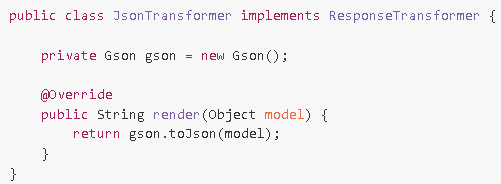 public class JsonTransformer implements ResponseTransformer {
    private Gson gson = new Gson();
    @Override
    public String render(Object model) {
        return gson.toJson(model);
    }
}